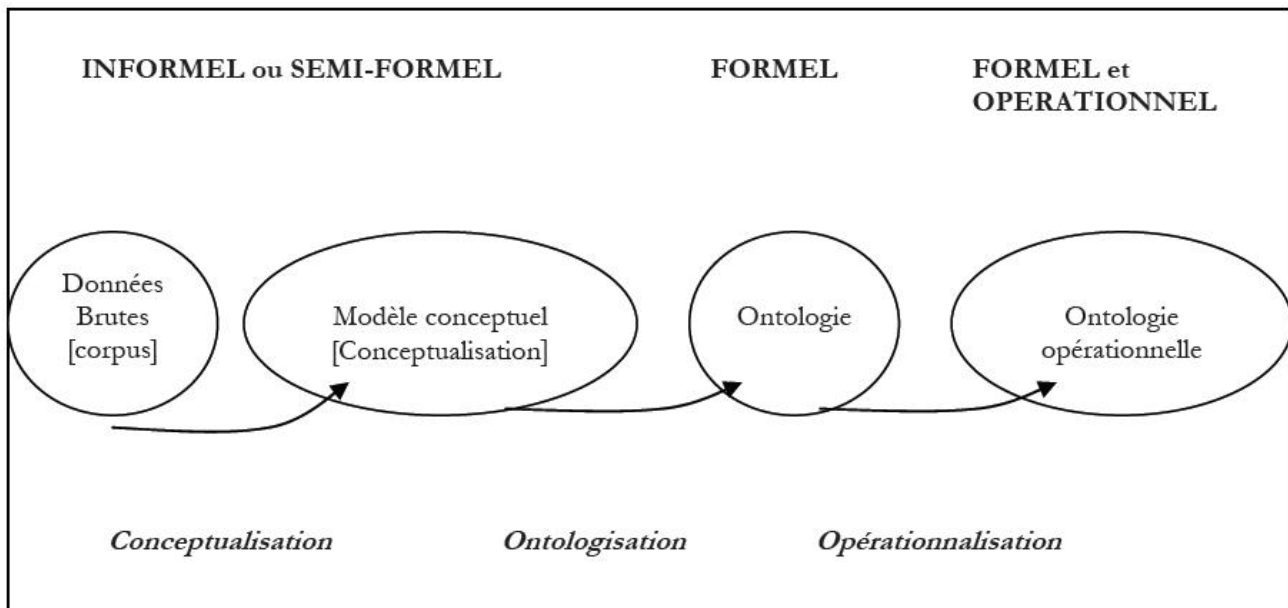 INFORMEL ou SEMI-FORMEL
FORMEL
FORMEL et
OPERATIONNEL
Données
Brutes
[corpus]
Modèle conceptuel
[Conceptualisation]
Ontologie
Ontologie
opérationnelle
Conceptualisation
Ontologisation
Opérationnalisation